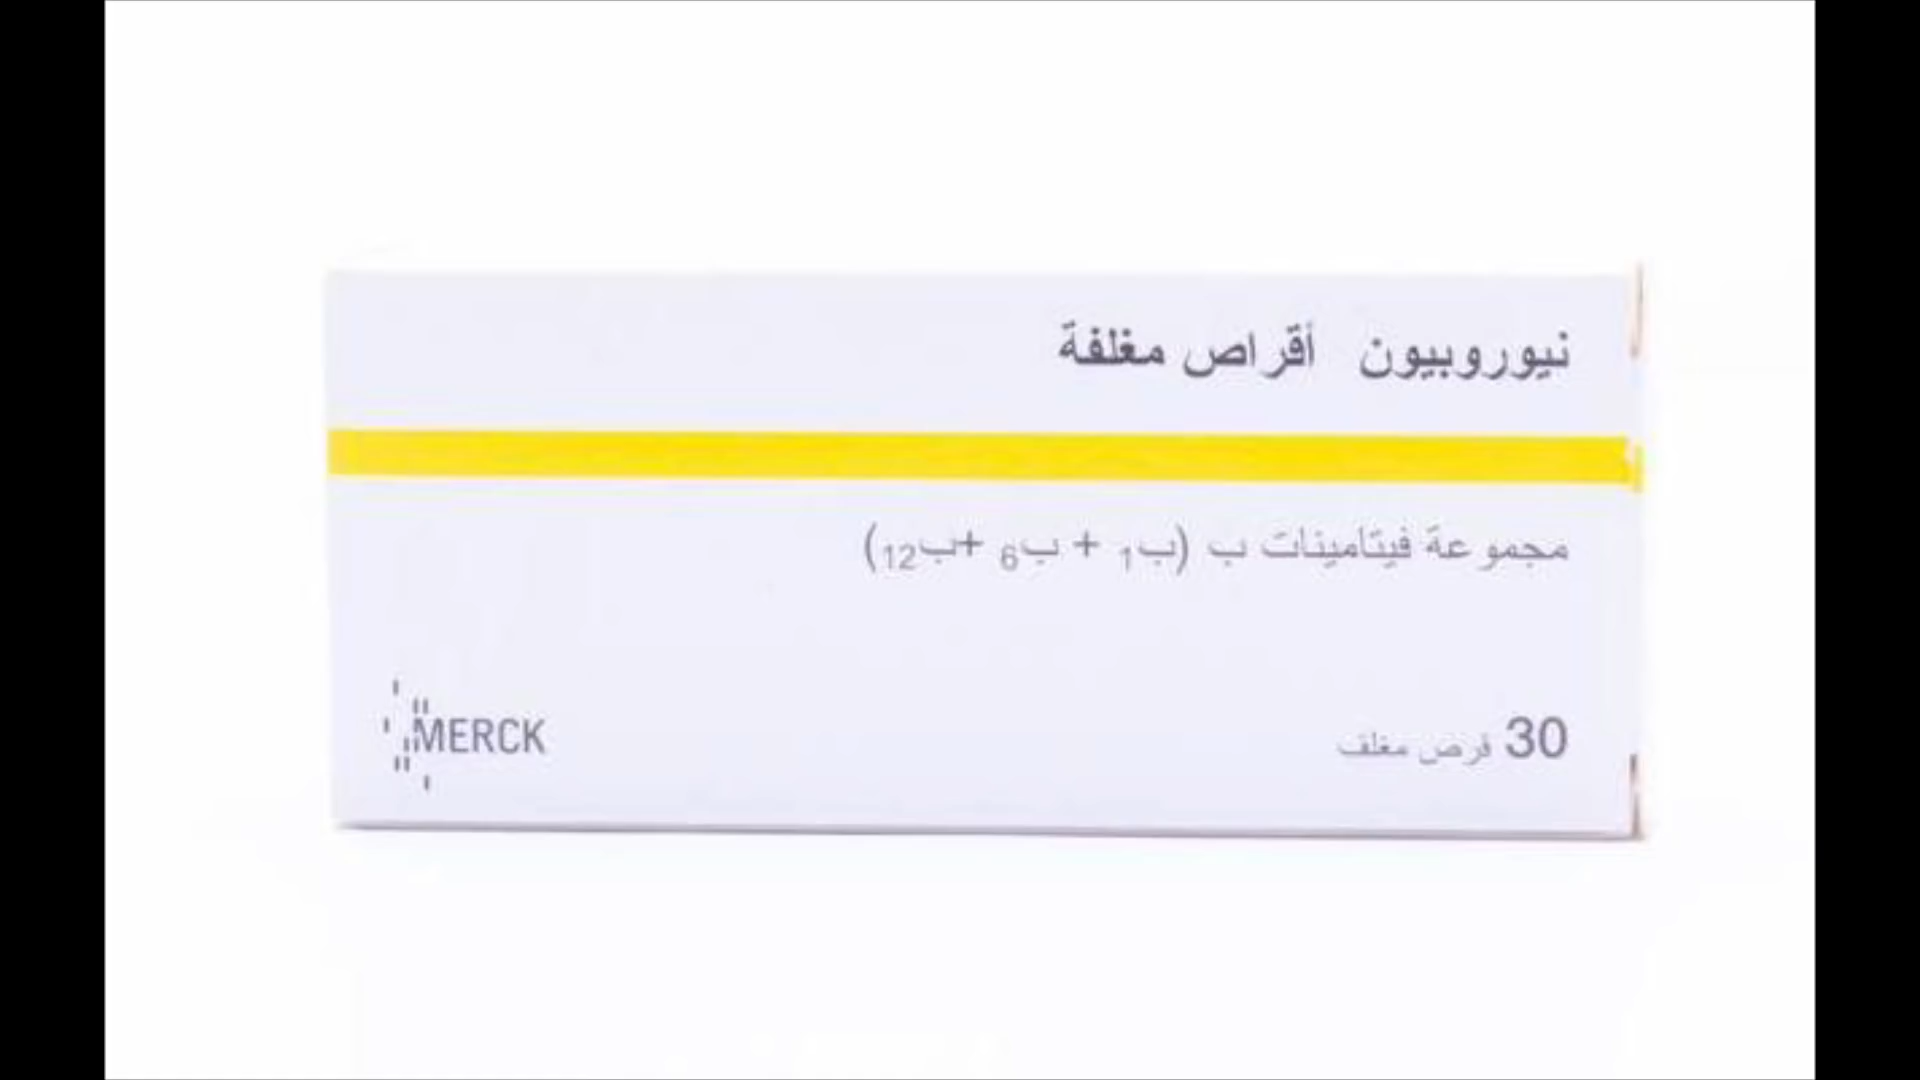 نيوروبيون أقراص مغلفة
مجموعة فيتامينات ب (ب1 + ب6 +ب12)
30 قرص مغلف
MERCK